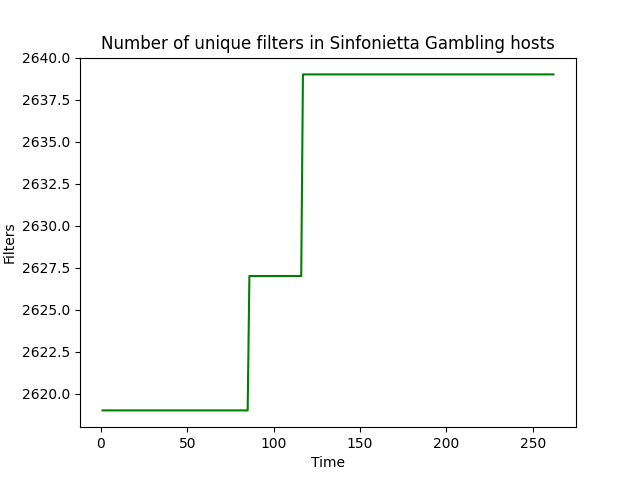 Number of unique filters in Sinfonietta Gambling hosts
2640.0
2637.5
2635.0
2632.5
2630.0
2627.5
2625.0
2622.5
2620.0
Filters
0 50 100 150 200 250
Time